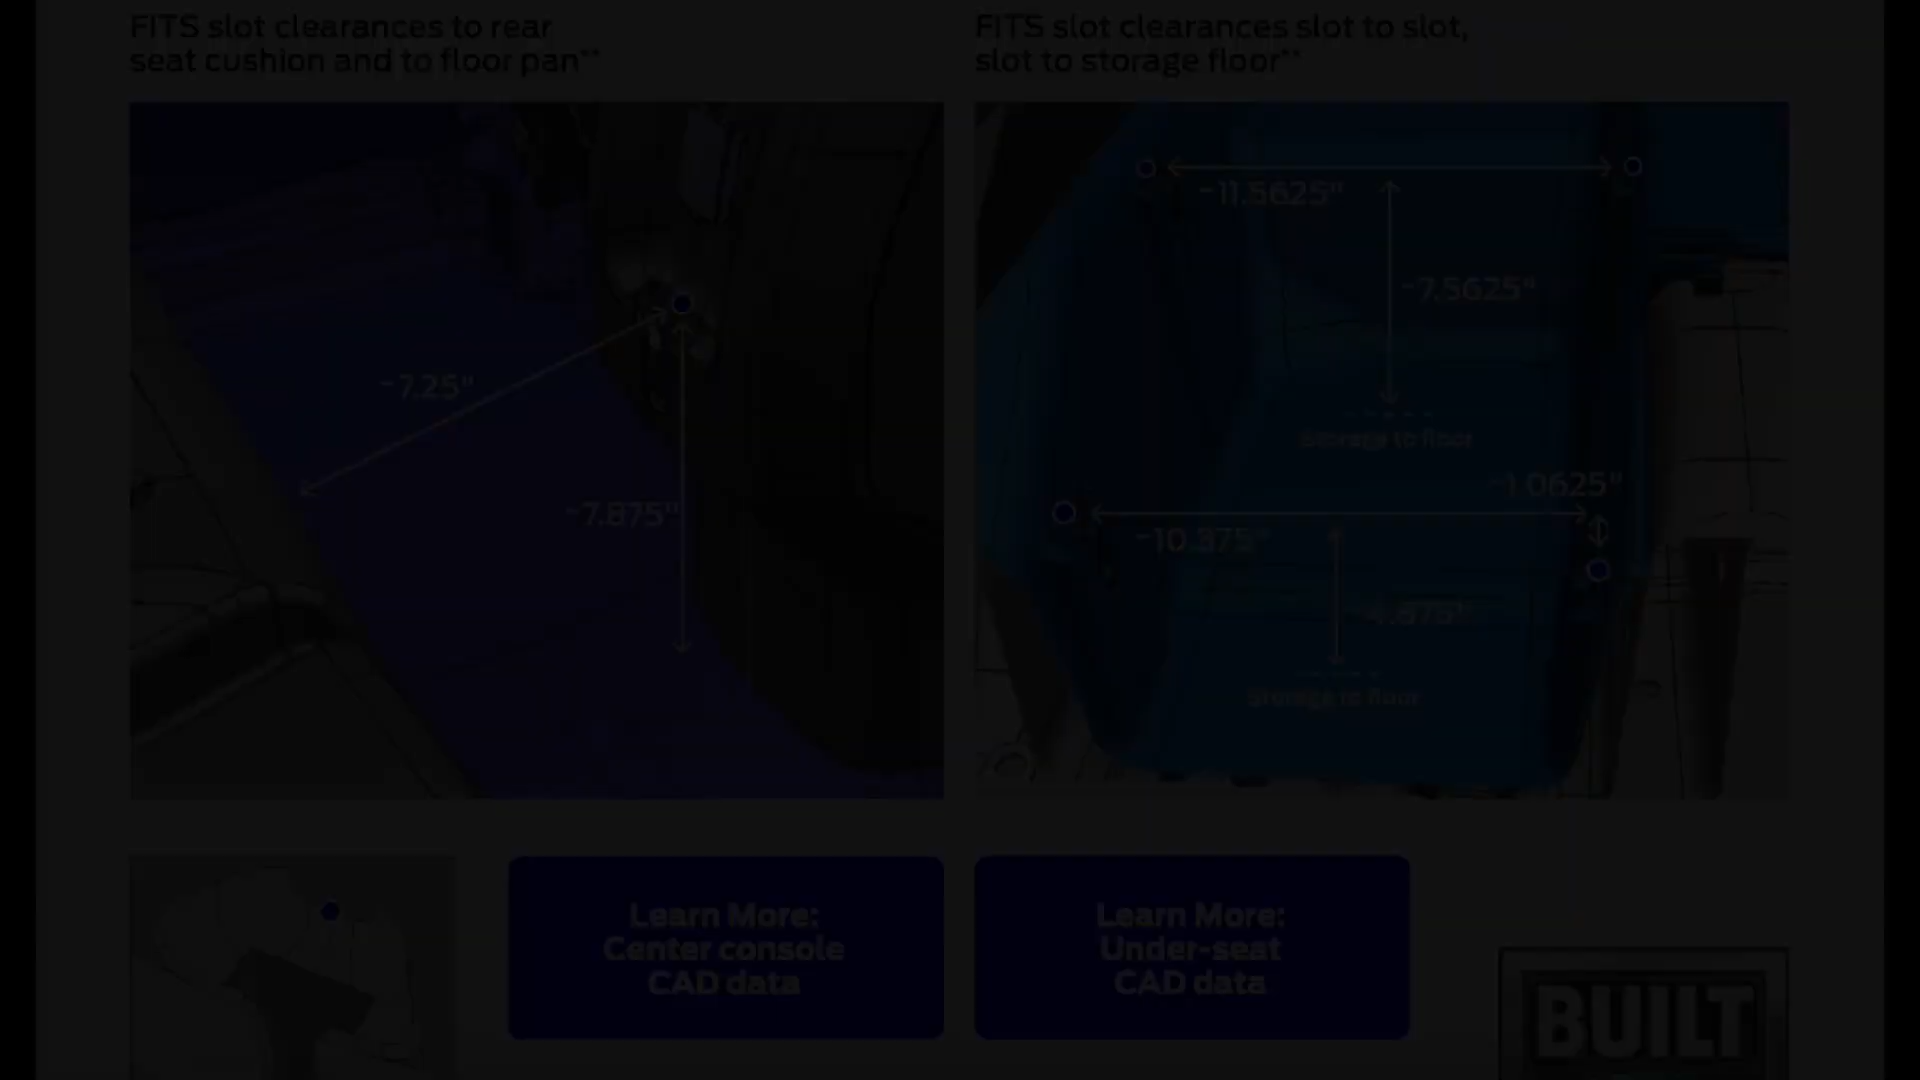 FITS slot clearances to rear
seat cushion and to floor pan**
FITS slot clearances slot to slot,
slot to storage floor**
~11.5625"
~7.5625"
Storage to floor
~7.25"
~7.875"
~1.0625"
~10.375"
~4.875"
Storage to floor
Learn More:
Center console
CAD data
Learn More:
Under-seat
CAD data
BUILT